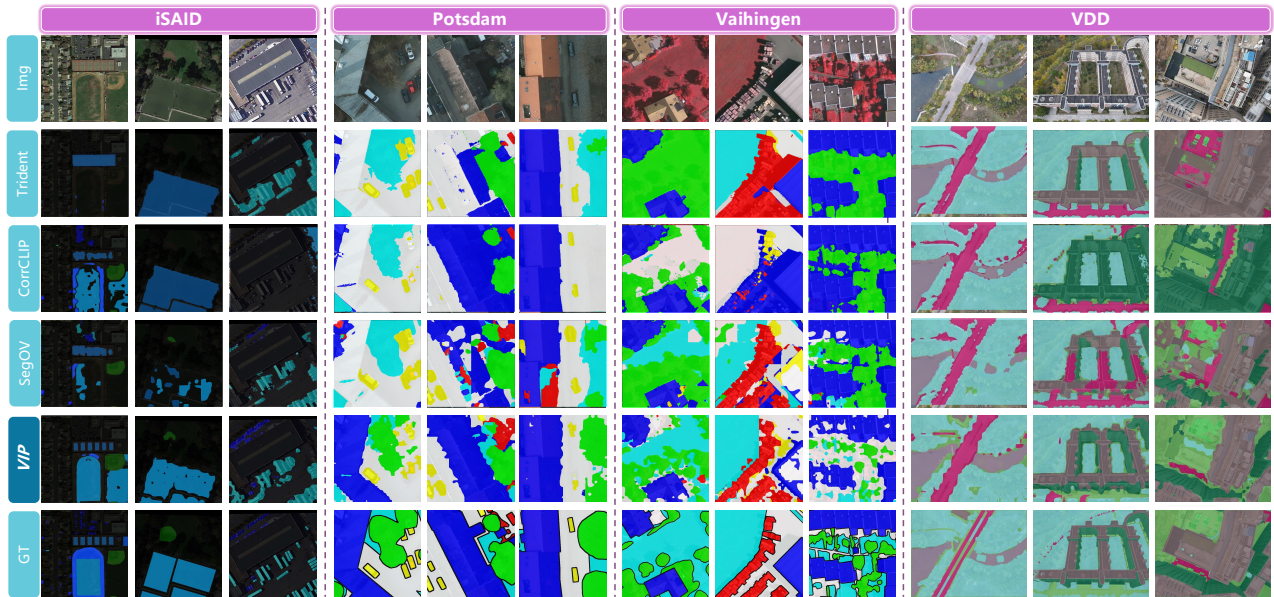 iSAID
Potsdam
Vaihingen
VDD
Img
Trident
CorrCLIP
SegOV
VIP
GT